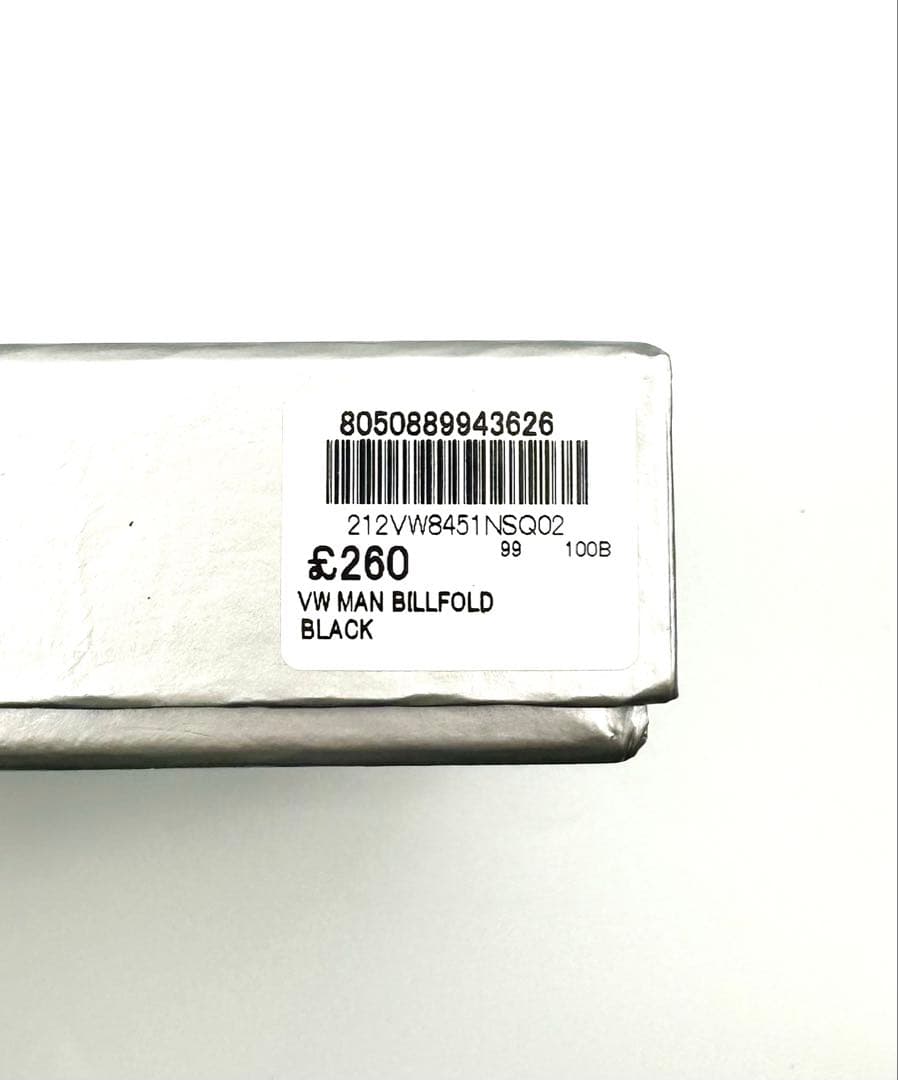 8050889943626
212VW8451NSQ02
99 100B
£260
VW MAN BILLFOLD
BLACK